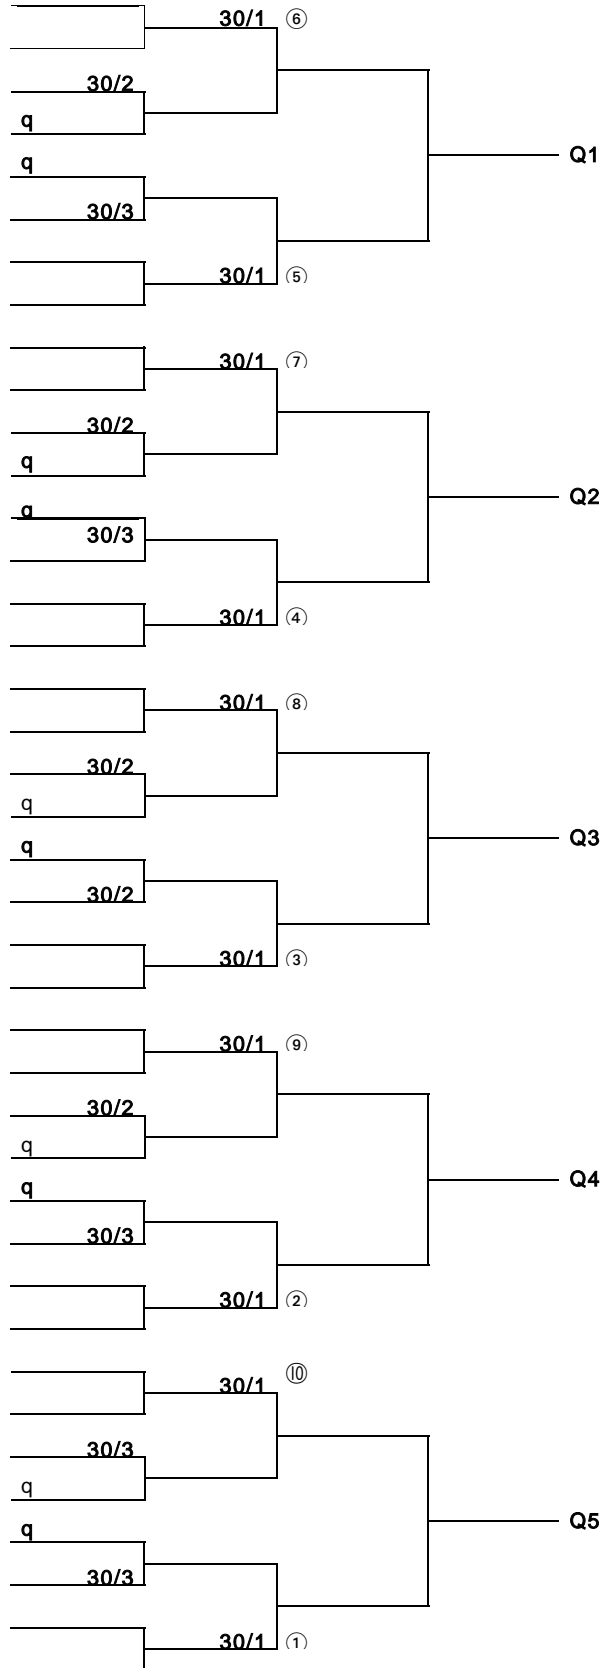 30/1 ⑥
30/2
q
Q1
q
30/3
30/1 ⑤
30/1 ⑦
30/2
q
Q2
q
30/3
30/1 ④
30/1 ⑧
30/2
q
Q3
q
30/2
30/1 ③
30/1 ⑨
30/2
q
Q4
q
30/3
30/1 ②
30/1 ⑩
30/3
q
Q5
q
30/3
30/1 ①